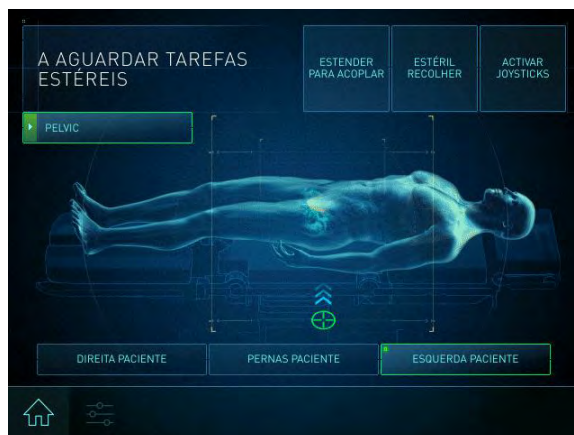 A AGUARDAR TAREFAS
ESTÉREIS
ESTENDER
PARA ACOPLAR
ESTÉRIL
RECOLHER
ACTIVAR
JOYSTICKS
PELVIC
DIREITA PACIENTE
PERNAS PACIENTE
ESQUERDA PACIENTE